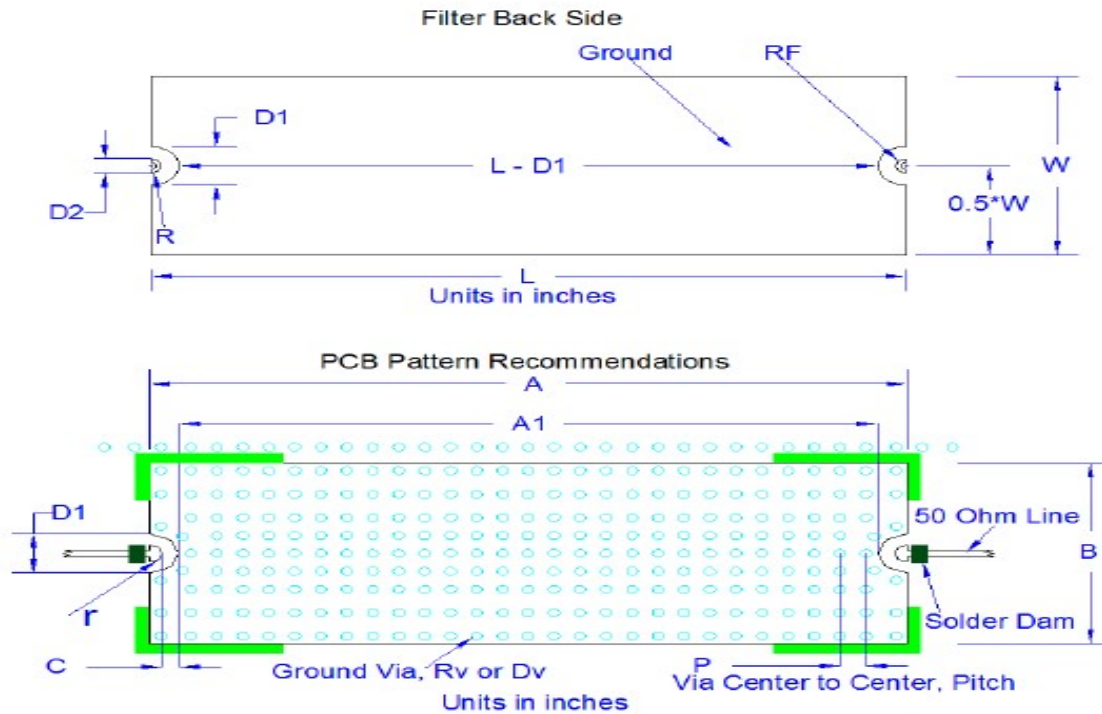 Filter Back Side
Ground
RF
D1
L - D1
W
D2
R
0.5*W
L
Units in inches
PCB Pattern Recommendations
A
A1
D1
50 Ohm Line
B
r
Solder Dam
C
Ground Via, Rv or Dv
P
Via Center to Center, Pitch
Units in inches